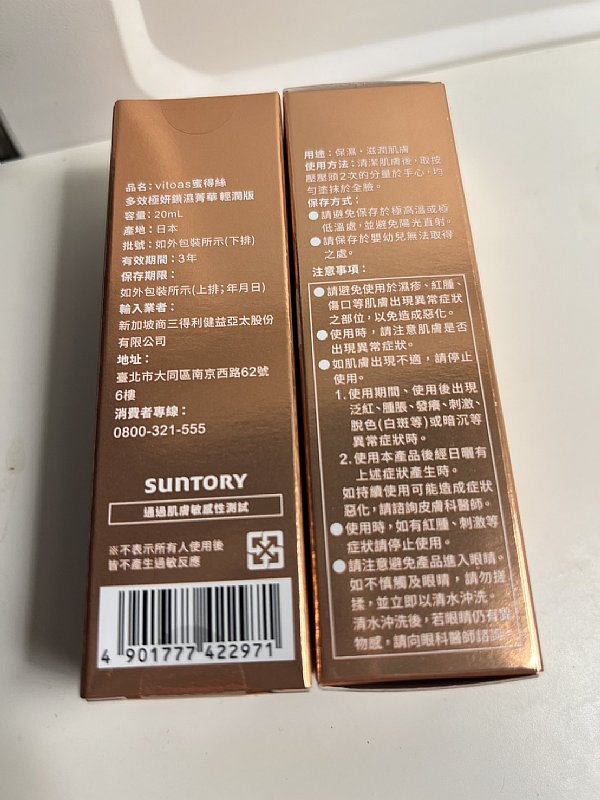 品名：vitoas蜜得絲
多效極妍鎖濕菁華 輕潤版
容量：20mL
產地：日本
批號：如外包裝所示(下排)
有效期間：3年
保存期限：
如外包裝所示(上排；年月日)
輸入業者：
新加坡商三得利健益亞太股份
有限公司
地址：
臺北市大同區南京西路62號
6樓
消費者專線：
0800-321-555
SUNTORY
通過肌膚敏感性測試
※不表示所有人使用後
皆不產生過敏反應
4 901777 422971
用途：保濕、滋潤肌膚
使用方法：清潔肌膚後，取按
壓壓頭2次的分量於手心，均
勻塗抹於全臉。
保存方式：
●請避免保存於極高溫或極
低溫處，並避免陽光直射。
●請保存於嬰幼兒無法取得
之處。
注意事項：
●請避免使用於濕疹、紅腫、
傷口等肌膚出現異常症狀
之部位，以免造成惡化。
●使用時，請注意肌膚是否
出現異常症狀。
●如肌膚出現不適，請停止
使用。
1.使用期間、使用後出現
泛紅、腫脹、發癢、刺激、
脫色(白斑等)或暗沉等
異常症狀時。
2.使用本產品後經日曬有
上述症狀產生時。
如持續使用可能造成症狀
惡化，請諮詢皮膚科醫師。
●使用時，如有紅腫、刺激等
症狀請停止使用。
●請注意避免產品進入眼睛。
如不慎觸及眼睛，請勿搓
揉，並立即以清水沖洗。
清水沖洗後，若眼睛仍有異
物感，請向眼科醫師諮詢。